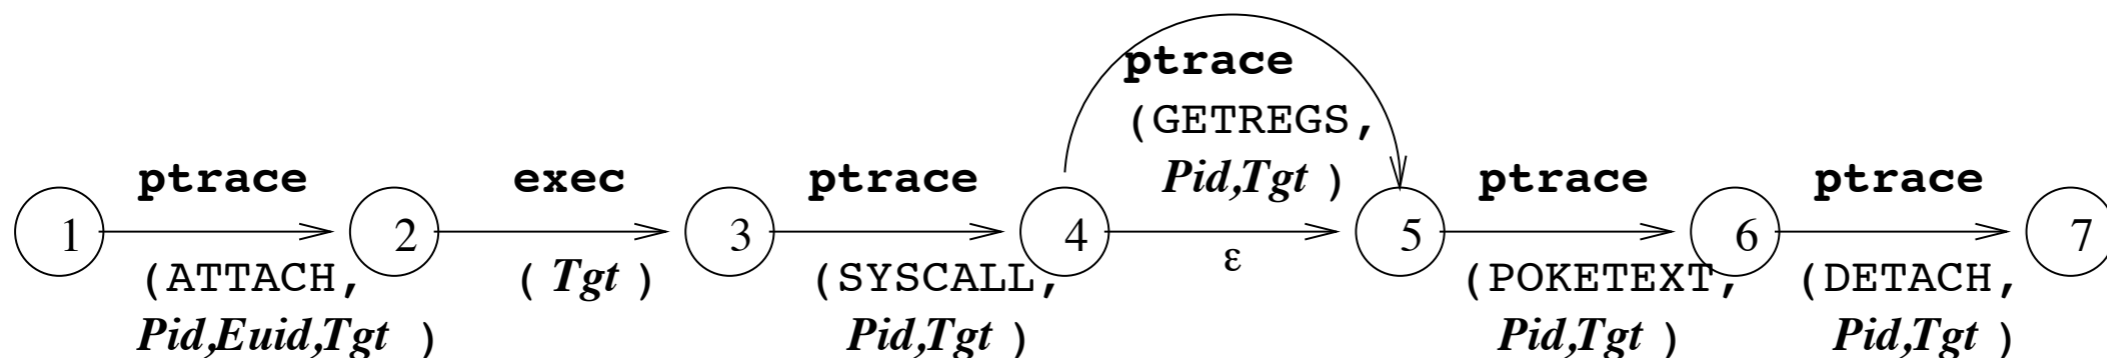 ptrace
(GETREGS,
Pid,Tgt )
ptrace
exec
ptrace
ptrace
ptrace
1
2
3
4
5
6
7
ε
(ATTACH,
Pid,Euid,Tgt )
( Tgt )
(SYSCALL,
Pid,Tgt )
(POKETEXT,
Pid,Tgt )
(DETACH,
Pid,Tgt )